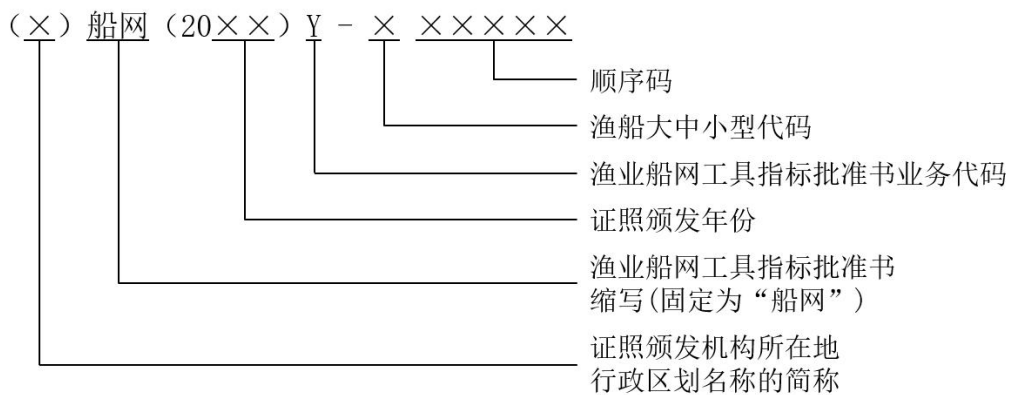 （×）船网（20××）Y-× ×××××
顺序码
渔船大中小型代码
渔业船网工具指标批准书业务代码
证照颁发年份
渔业船网工具指标批准书
缩写(固定为“船网”)
证照颁发机构所在地
行政区划名称的简称